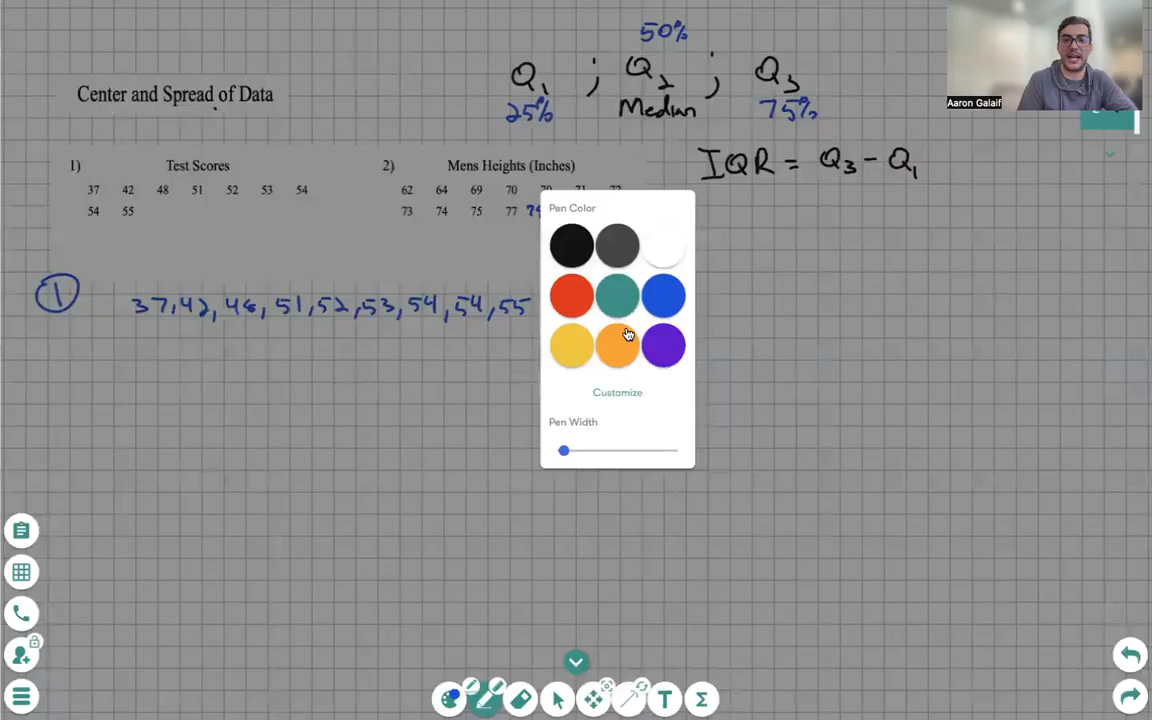 50%
Q1 ; Q2 ; Q3
25% Median 75%
Aaron Galaif
Center and Spread of Data
IQR = Q3 - Q1
1) Test Scores
37 42 48 51 52 53 54
54 55
2) Mens Heights (Inches)
62 64 69 70
73 74 75 77
Pen Color
1 37, 42, 48, 51, 52, 53, 54, 54, 55
Customize
Pen Width
T Σ